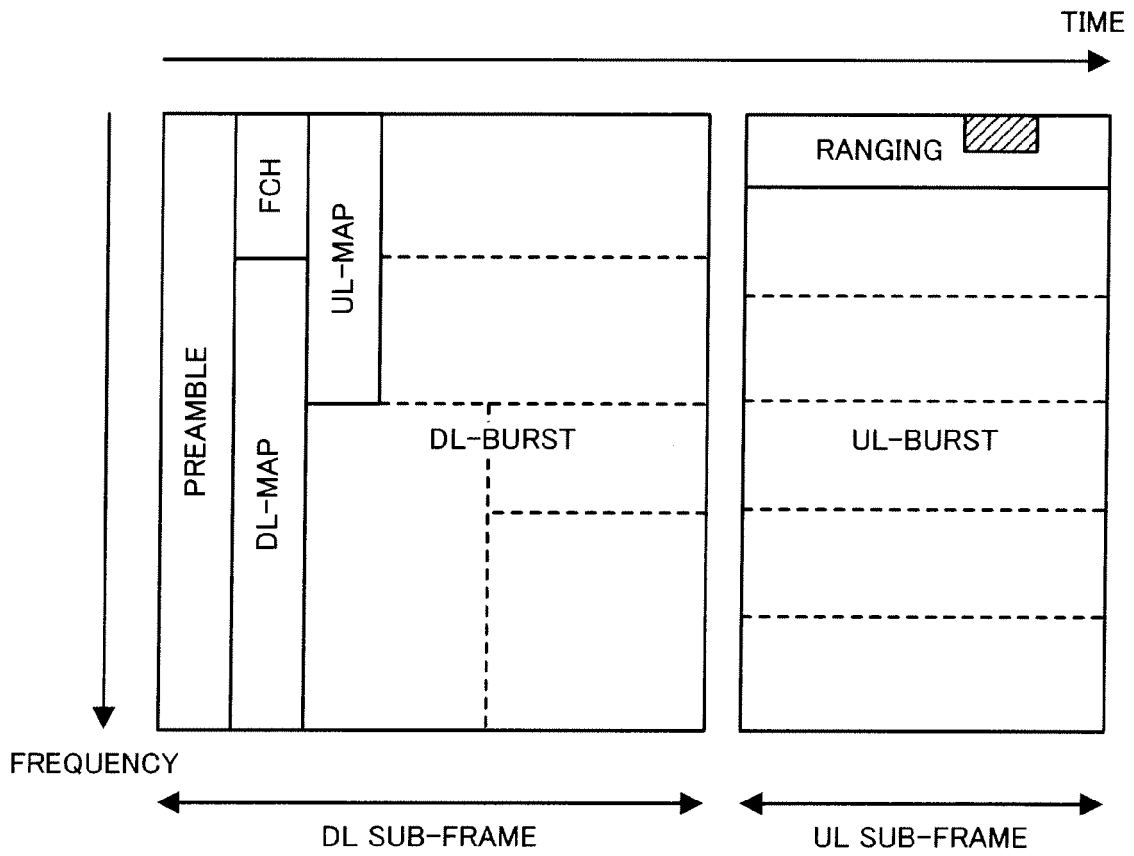 TIME
FCH
UL-MAP
RANGING
PREAMBLE
DL-MAP
DL-BURST
UL-BURST
FREQUENCY
DL SUB-FRAME
UL SUB-FRAME